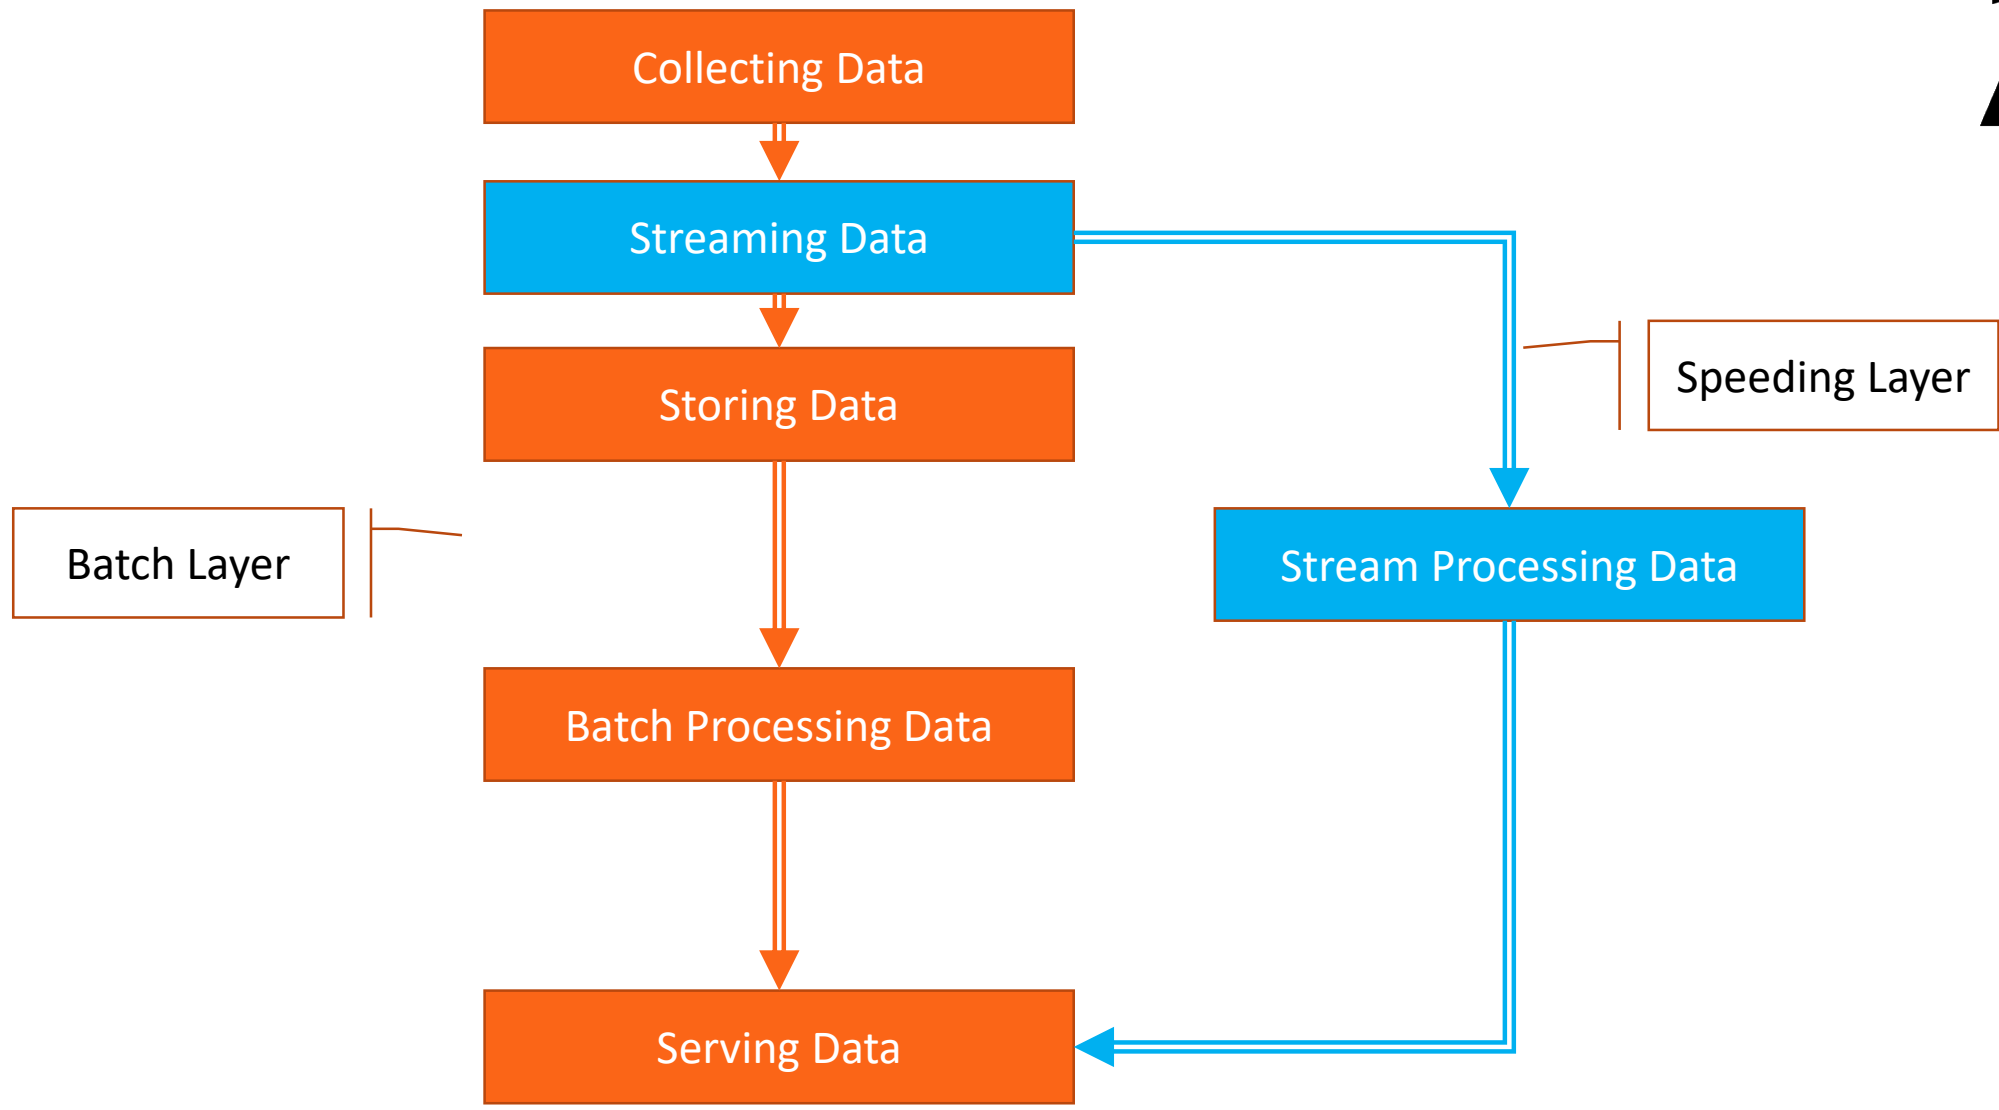 Collecting Data
Streaming Data
Storing Data
Speeding Layer
Batch Layer
Stream Processing Data
Batch Processing Data
Serving Data